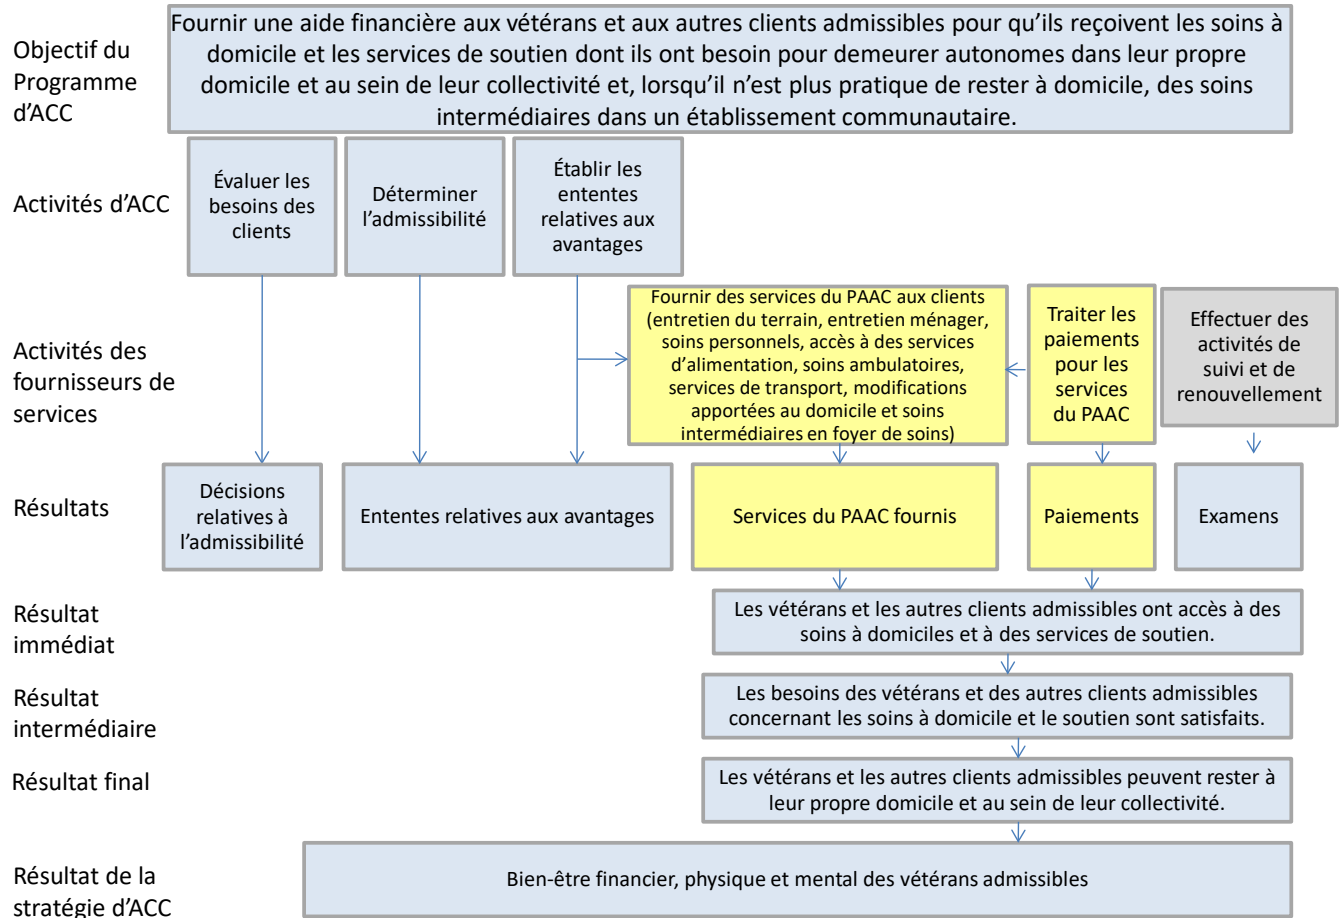 Objectif du
Programme
d'ACC
Fournir une aide financière aux vétérans et aux autres clients admissibles pour qu'ils reçoivent les soins à
domicile et les services de soutien dont ils ont besoin pour demeurer autonomes dans leur propre
domicile et au sein de leur collectivité et, lorsqu'il n'est plus pratique de rester à domicile, des soins
intermédiaires dans un établissement communautaire.
Activités d'ACC
Évaluer les
besoins des
clients
Déterminer
l'admissibilité
Établir les
ententes
relatives aux
avantages
Activités des
fournisseurs de
services
Fournir des services du PAAC aux clients
(entretien du terrain, entretien ménager,
soins personnels, accès à des services
d'alimentation, soins ambulatoires,
services de transport, modifications
apportées au domicile et soins
intermédiaires en foyer de soins)
Traiter les
paiements
pour les
services
du PAAC
Effectuer des
activités de
suivi et de
renouvellement
Résultats
Décisions
relatives à
l'admissibilité
Ententes relatives aux avantages
Services du PAAC fournis
Paiements
Examens
Résultat
immédiat
Les vétérans et les autres clients admissibles ont accès à des
soins à domiciles et à des services de soutien.
Résultat
intermédiaire
Les besoins des vétérans et des autres clients admissibles
concernant les soins à domicile et le soutien sont satisfaits.
Résultat final
Les vétérans et les autres clients admissibles peuvent rester à
leur propre domicile et au sein de leur collectivité.
Résultat de la
stratégie d'ACC
Bien-être financier, physique et mental des vétérans admissibles